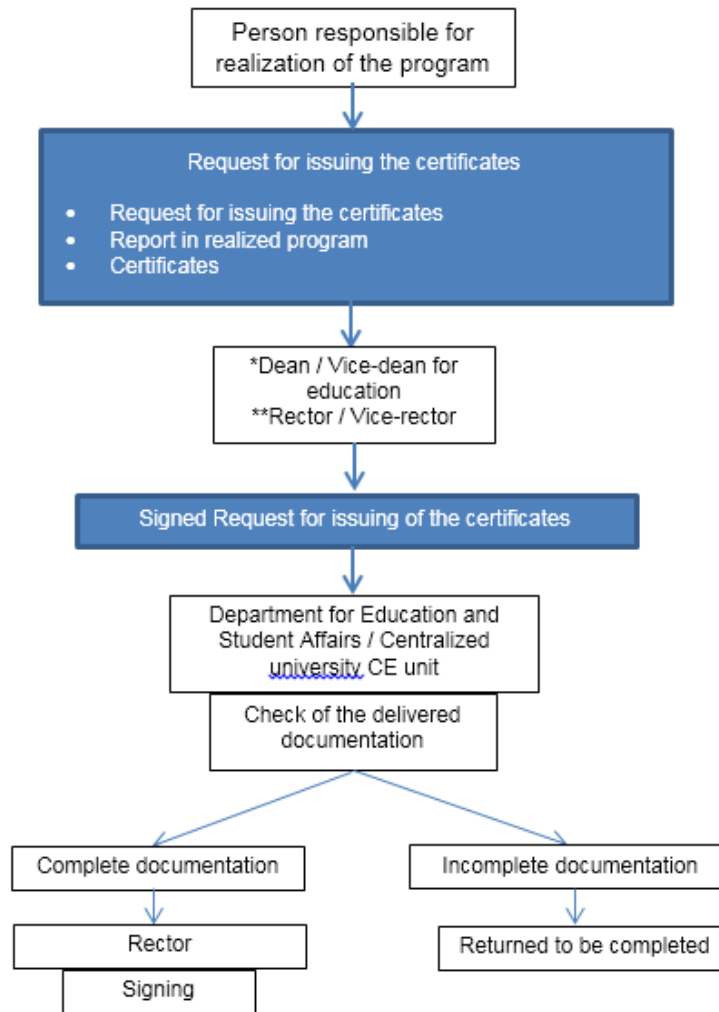 Person responsible for
realization of the program
Request for issuing the certificates
• Request for issuing the certificates
• Report in realized program
• Certificates
*Dean / Vice-dean for
education
**Rector / Vice-rector
Signed Request for issuing of the certificates
Department for Education and
Student Affairs / Centralized
university CE unit
Check of the delivered
documentation
Complete documentation
Incomplete documentation
Rector
Returned to be completed
Signing